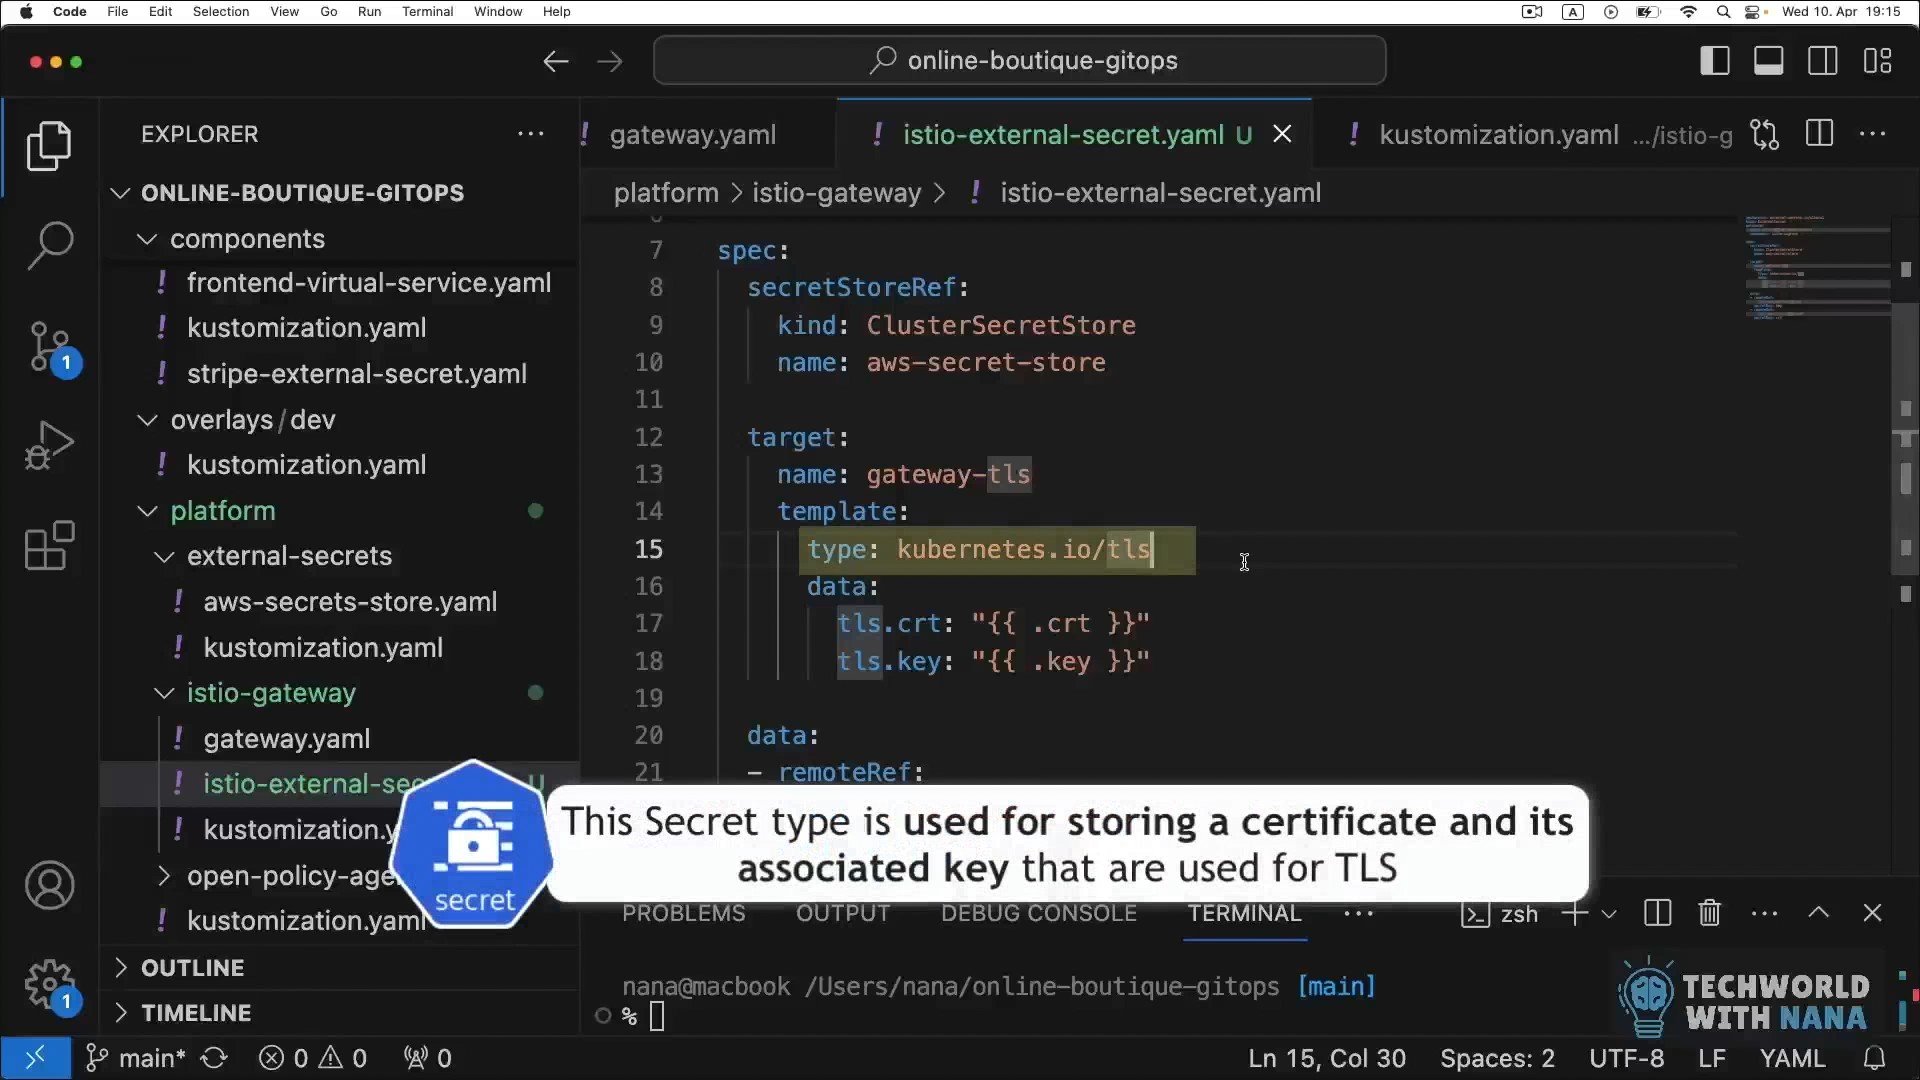 Code File Edit Selection View Go Run Terminal Window Help
A
Wed 10. Apr 19:15
online-boutique-gitops
EXPLORER
ONLINE-BOUTIQUE-GITOPS
components
! frontend-virtual-service.yaml
! kustomization.yaml
! stripe-external-secret.yaml
overlays / dev
! kustomization.yaml
platform
external-secrets
! aws-secrets-store.yaml
! kustomization.yaml
istio-gateway
! gateway.yaml
! istio-external-sec U
! kustomization.y
open-policy-age
! kustomization.yaml
OUTLINE
TIMELINE
1
1
! gateway.yaml
! istio-external-secret.yaml U
! kustomization.yaml .../istio-g
platform > istio-gateway > ! istio-external-secret.yaml
7 spec:
8 secretStoreRef:
9 kind: ClusterSecretStore
10 name: aws-secret-store
11
12 target:
13 name: gateway-tls
14 template:
15 type: kubernetes.io/tls
16 data:
17 tls.crt: "{{ .crt }}"
18 tls.key: "{{ .key }}"
19
20 data:
21 - remoteRef:
secret
This Secret type is used for storing a certificate and its
associated key that are used for TLS
PROBLEMS OUTPUT DEBUG CONSOLE TERMINAL
zsh
nana@macbook /Users/nana/online-boutique-gitops [main]
%
TECHWORLD
WITH NANA
main* 0 0 0
Ln 15, Col 30 Spaces: 2 UTF-8 LF YAML